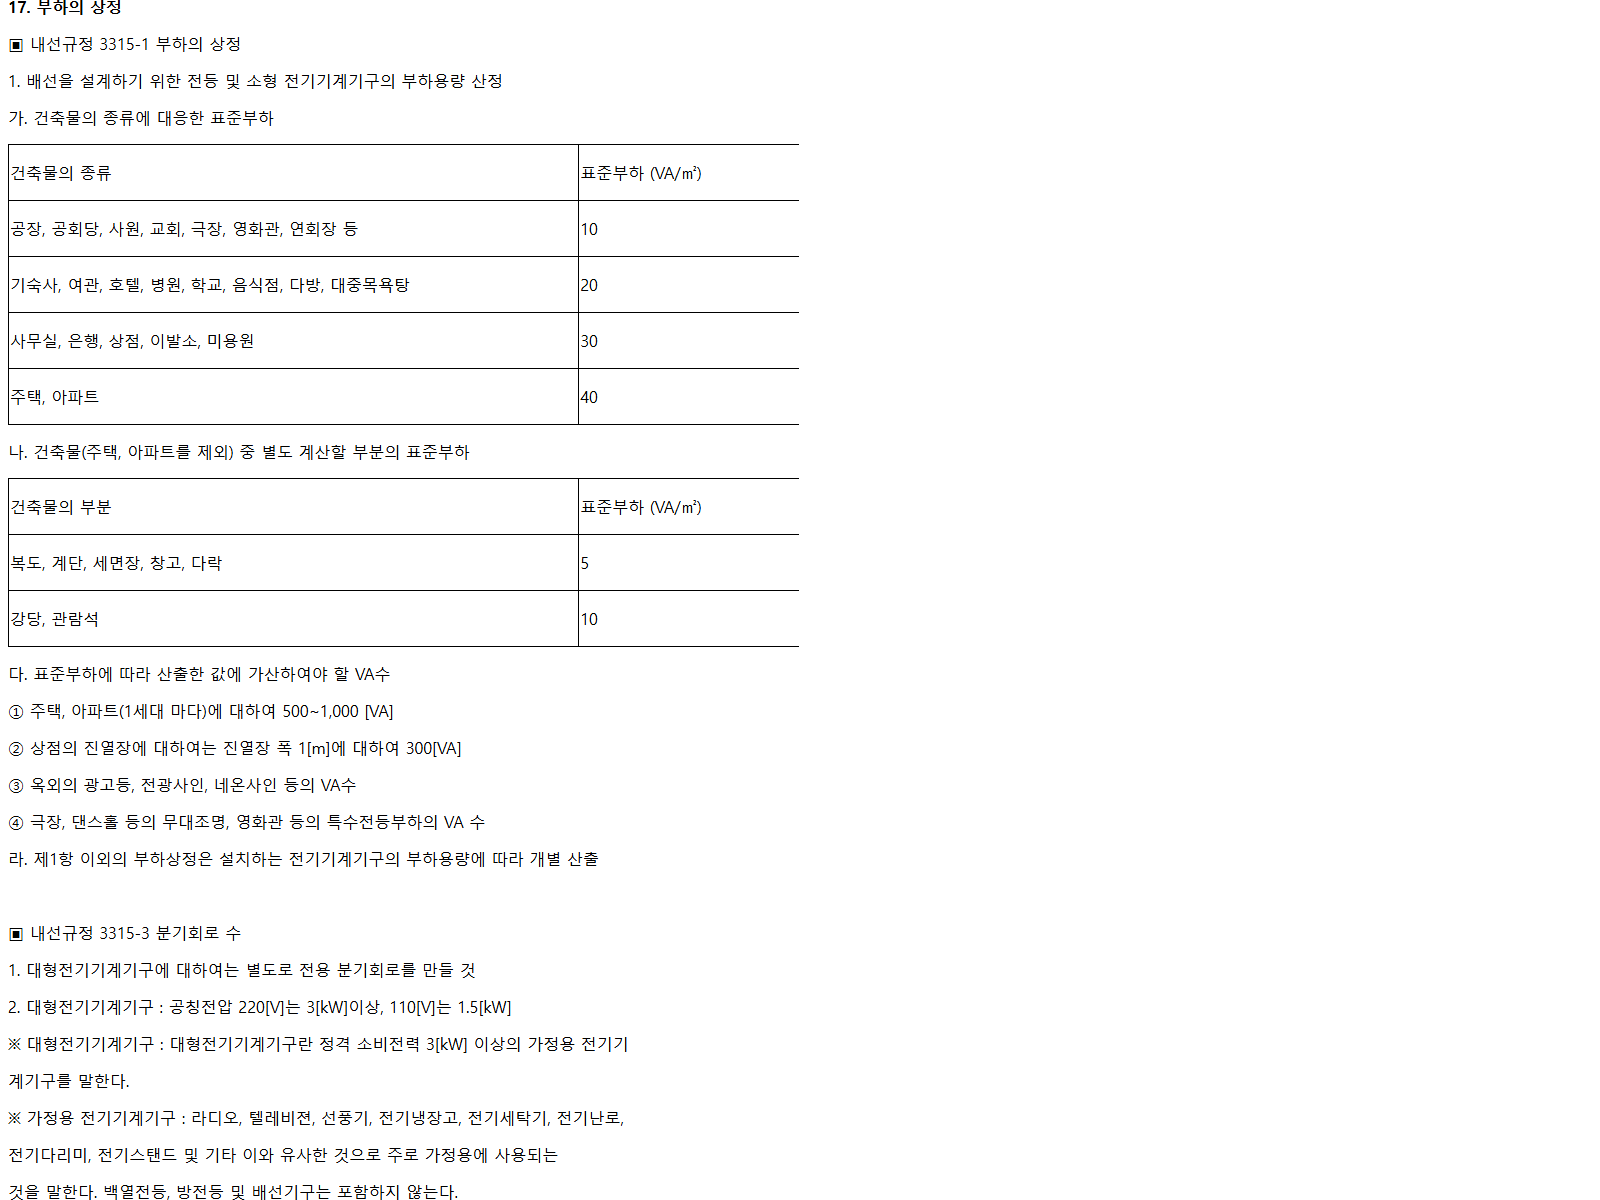 17. 부하의 상정
▣ 내선규정 3315-1 부하의 상정
1. 배선을 설계하기 위한 전등 및 소형 전기기계기구의 부하용량 산정
가. 건축물의 종류에 대응한 표준부하
건축물의 종류 표준부하 (VA/㎡)
공장, 공회당, 사원, 교회, 극장, 영화관, 연회장 등 10
기숙사, 여관, 호텔, 병원, 학교, 음식점, 다방, 대중목욕탕 20
사무실, 은행, 상점, 이발소, 미용원 30
주택, 아파트 40
나. 건축물(주택, 아파트를 제외) 중 별도 계산할 부분의 표준부하
건축물의 부분 표준부하 (VA/㎡)
복도, 계단, 세면장, 창고, 다락 5
강당, 관람석 10
다. 표준부하에 따라 산출한 값에 가산하여야 할 VA수
① 주택, 아파트(1세대 마다)에 대하여 500~1,000 [VA]
② 상점의 진열장에 대하여는 진열장 폭 1[m]에 대하여 300[VA]
③ 옥외의 광고등, 전광사인, 네온사인 등의 VA수
④ 극장, 댄스홀 등의 무대조명, 영화관 등의 특수전등부하의 VA 수
라. 제1항 이외의 부하상정은 설치하는 전기기계기구의 부하용량에 따라 개별 산출
▣ 내선규정 3315-3 분기회로 수
1. 대형전기기계기구에 대하여는 별도로 전용 분기회로를 만들 것
2. 대형전기기계기구 : 공칭전압 220[V]는 3[kW]이상, 110[V]는 1.5[kW]
※ 대형전기기계기구 : 대형전기기계기구란 정격 소비전력 3[kW] 이상의 가정용 전기기
계기구를 말한다.
※ 가정용 전기기계기구 : 라디오, 텔레비젼, 선풍기, 전기냉장고, 전기세탁기, 전기난로,
전기다리미, 전기스탠드 및 기타 이와 유사한 것으로 주로 가정용에 사용되는
것을 말한다. 백열전등, 방전등 및 배선기구는 포함하지 않는다.